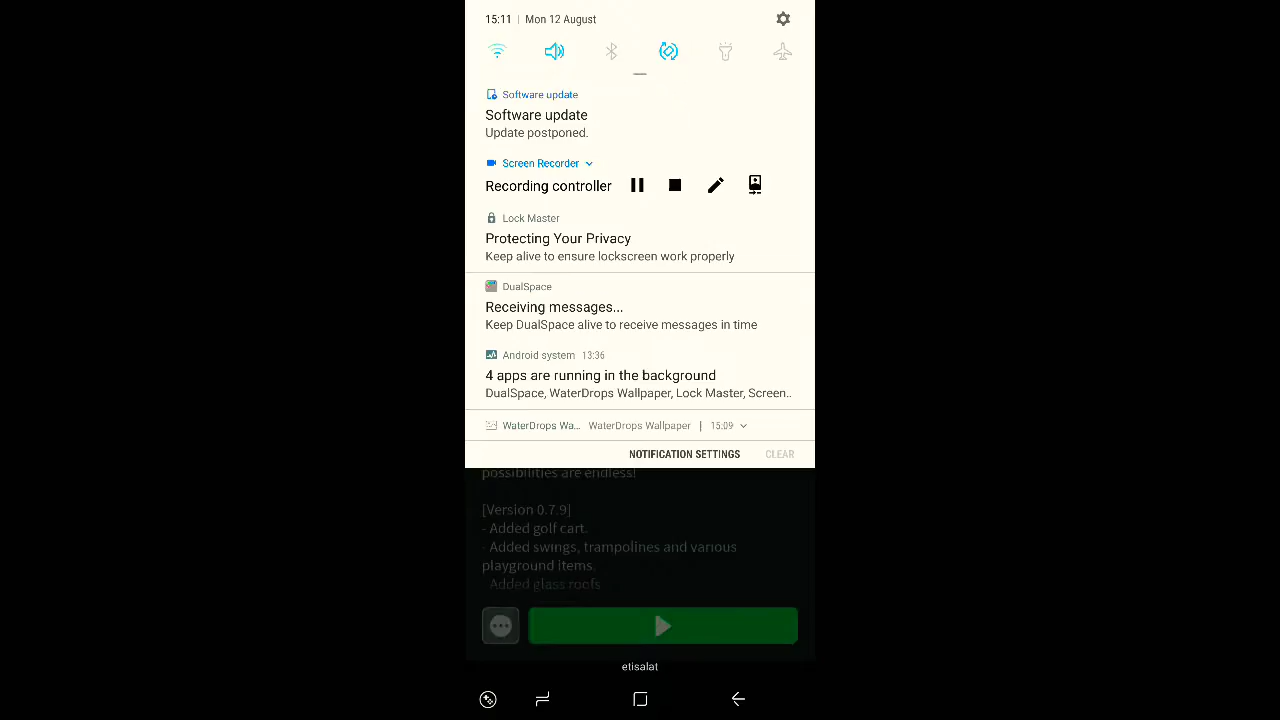 15:11 | Mon 12 August
Software update
Software update
Update postponed.
Screen Recorder
Recording controller
Lock Master
Protecting Your Privacy
Keep alive to ensure lockscreen work properly
DualSpace
Receiving messages...
Keep DualSpace alive to receive messages in time
Android system 13:36
4 apps are running in the background
DualSpace, WaterDrops Wallpaper, Lock Master, Screen..
WaterDrops Wa... WaterDrops Wallpaper | 15:09
NOTIFICATION SETTINGS CLEAR
possibilities are endless!
[Version 0.7.9]
- Added golf cart.
- Added swings, trampolines and various
playground items.
Added glass roofs
etisalat